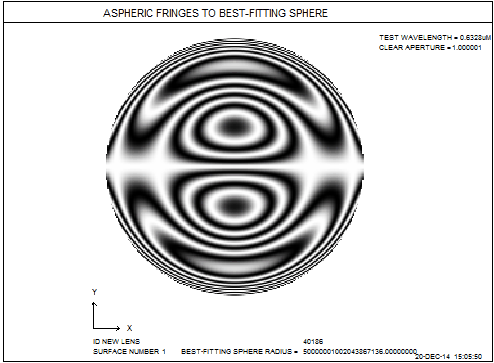 ASPHERIC FRINGES TO BEST-FITTING SPHERE
TEST WAVELENGTH = 0.6328uM
CLEAR APERTURE = 1.000001
Y
X
ID NEW LENS 40186
SURFACE NUMBER 1 BEST-FITTING SPHERE RADIUS = 50000001002043867136.00000000
20-DEC-14 15:05:50